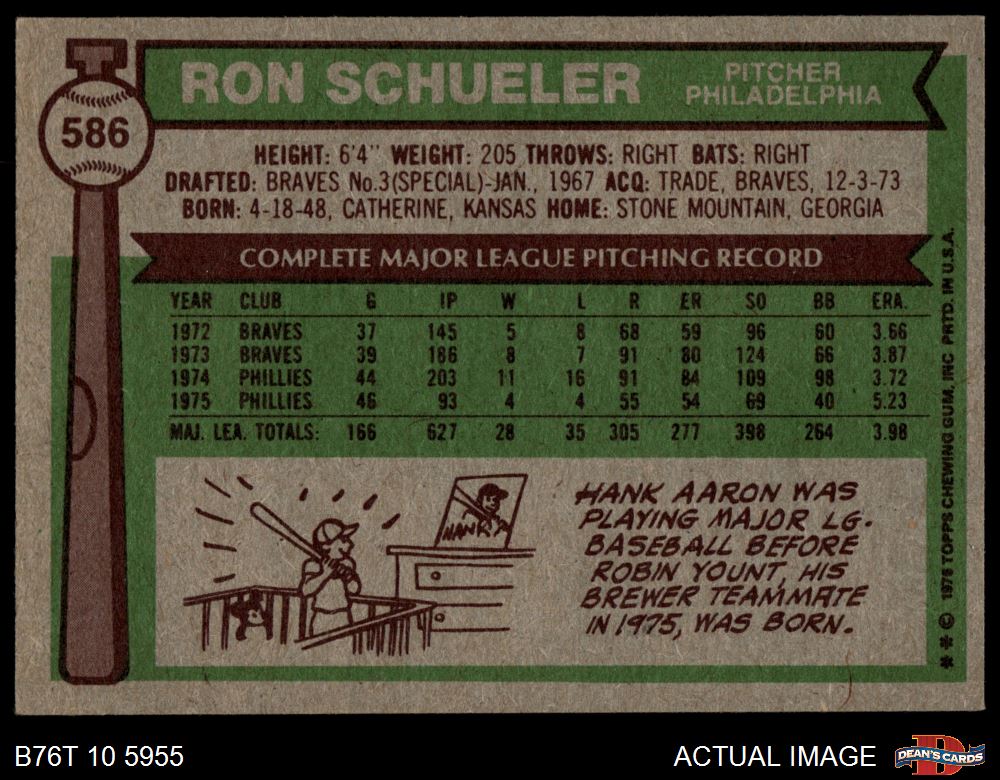 586
RON SCHUELER
PITCHER
PHILADELPHIA
HEIGHT: 6'4" WEIGHT: 205 THROWS: RIGHT BATS: RIGHT
DRAFTED: BRAVES No.3(SPECIAL)-JAN., 1967 ACQ: TRADE, BRAVES, 12-3-73
BORN: 4-18-48, CATHERINE, KANSAS HOME: STONE MOUNTAIN, GEORGIA
COMPLETE MAJOR LEAGUE PITCHING RECORD
YEAR CLUB G IP W L R ER SO BB ERA.
1972 BRAVES 37 145 5 8 68 59 96 60 3.66
1973 BRAVES 39 186 8 7 91 80 124 66 3.87
1974 PHILLIES 44 203 11 16 91 84 109 98 3.72
1975 PHILLIES 46 93 4 4 55 54 69 40 5.23
MAJ. LEA. TOTALS: 166 627 28 35 305 277 398 264 3.98
HANK
HANK AARON WAS
PLAYING MAJOR LG.
BASEBALL BEFORE
ROBIN YOUNT, HIS
BREWER TEAMMATE
IN 1975, WAS BORN.
** © 1976 TOPPS CHEWING GUM, INC PRTD. IN U.S.A.
B76T 10 5955
ACTUAL IMAGE
D
DEAN'S CARDS